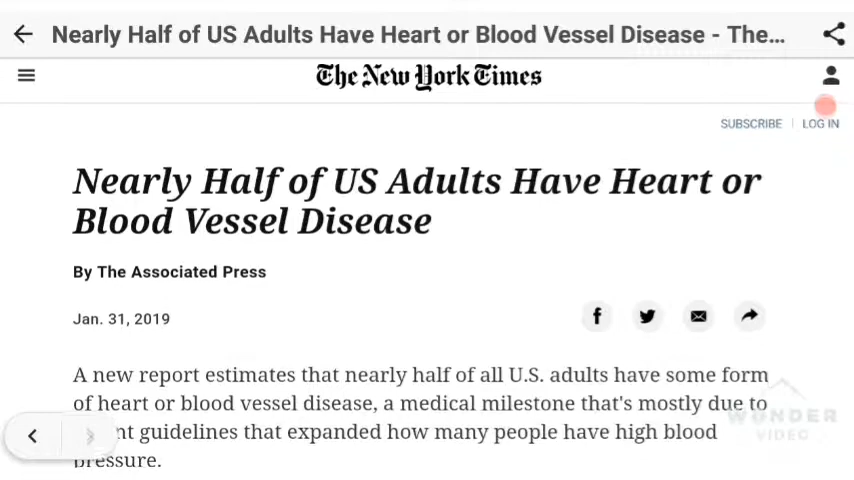 Nearly Half of US Adults Have Heart or Blood Vessel Disease - The...
The New York Times
SUBSCRIBE | LOG IN
Nearly Half of US Adults Have Heart or
Blood Vessel Disease
By The Associated Press
Jan. 31, 2019
A new report estimates that nearly half of all U.S. adults have some form
of heart or blood vessel disease, a medical milestone that's mostly due to
guidelines that expanded how many people have high blood
pressure.
WONDER
VIDEO